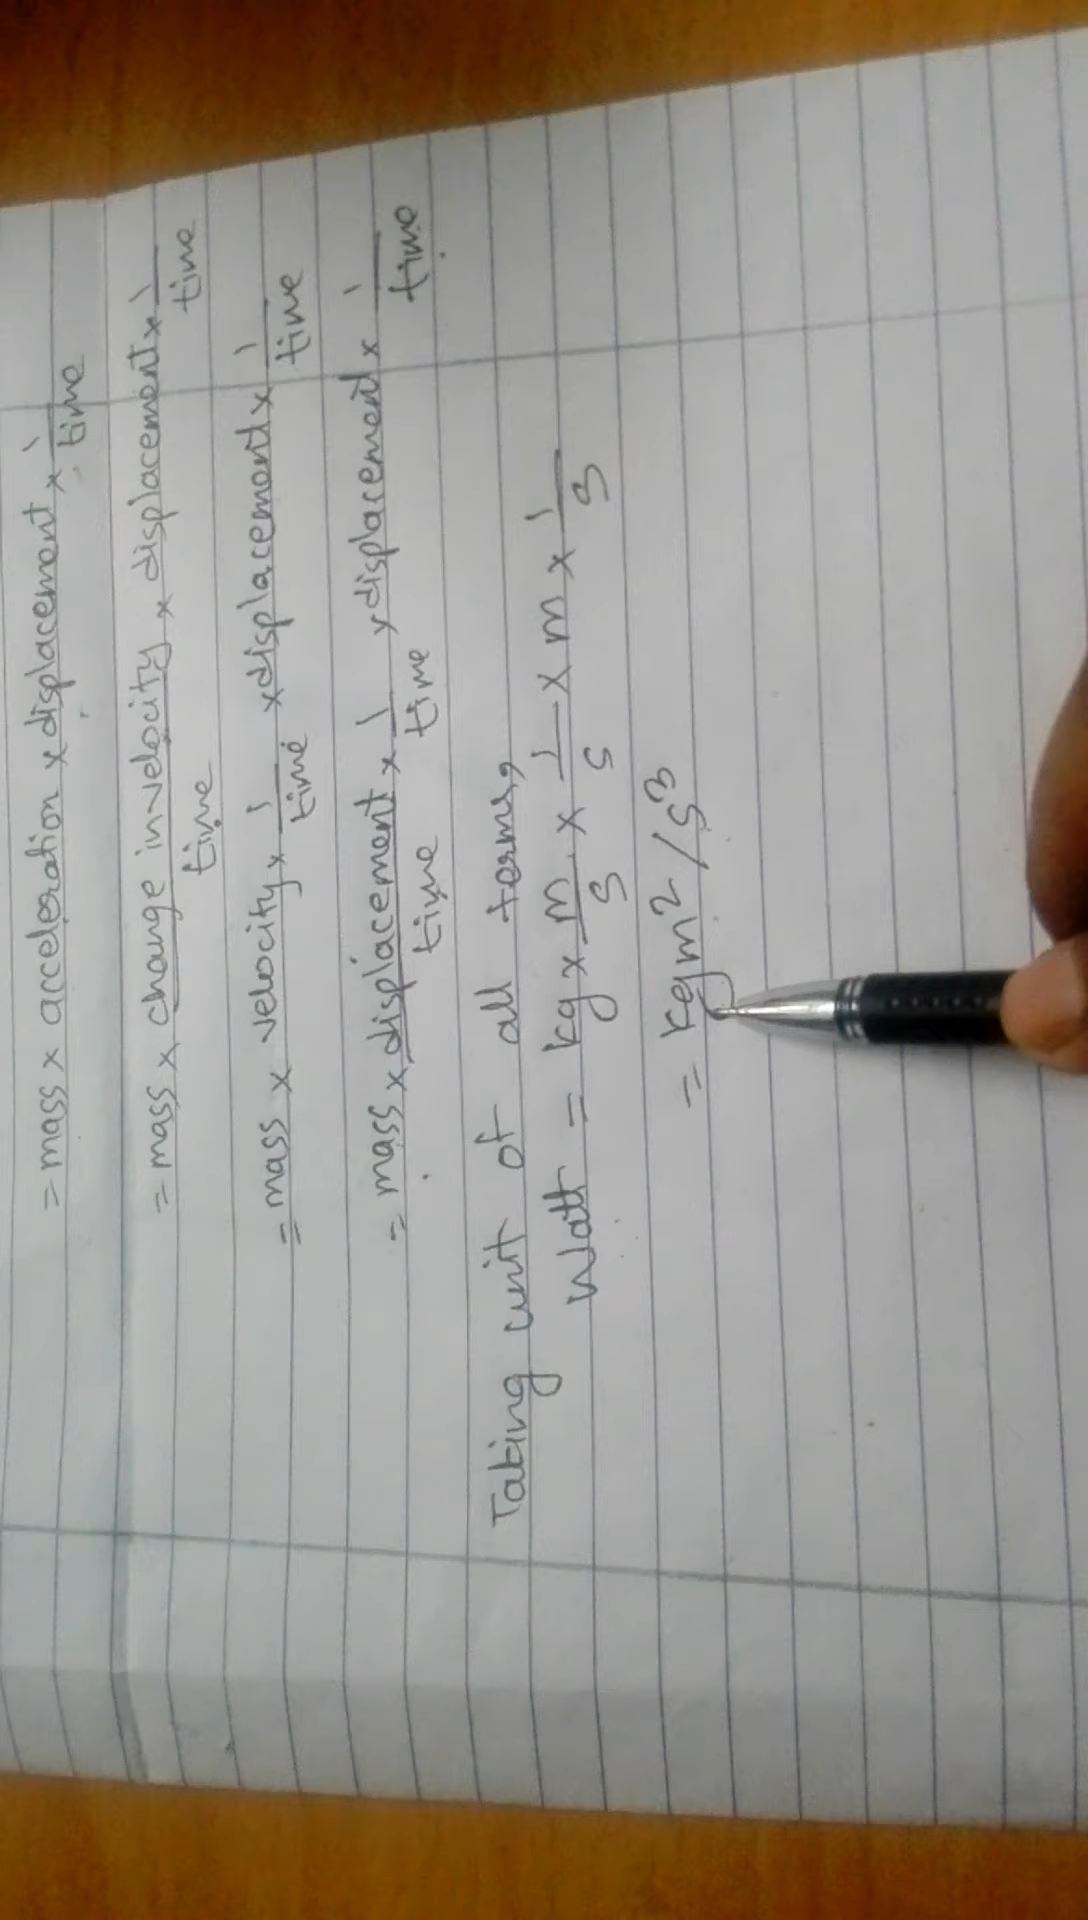 = mass x acceleration x displacement x 1/time
= mass x change in velocity/time x displacement x 1/time
= mass x velocity x 1/time x displacement x 1/time
= mass x displacement/time x 1/time x displacement x 1/time
Taking unit of all terms,
Watt = kg x m/s x 1/s x m x 1/s
= kgm²/s³